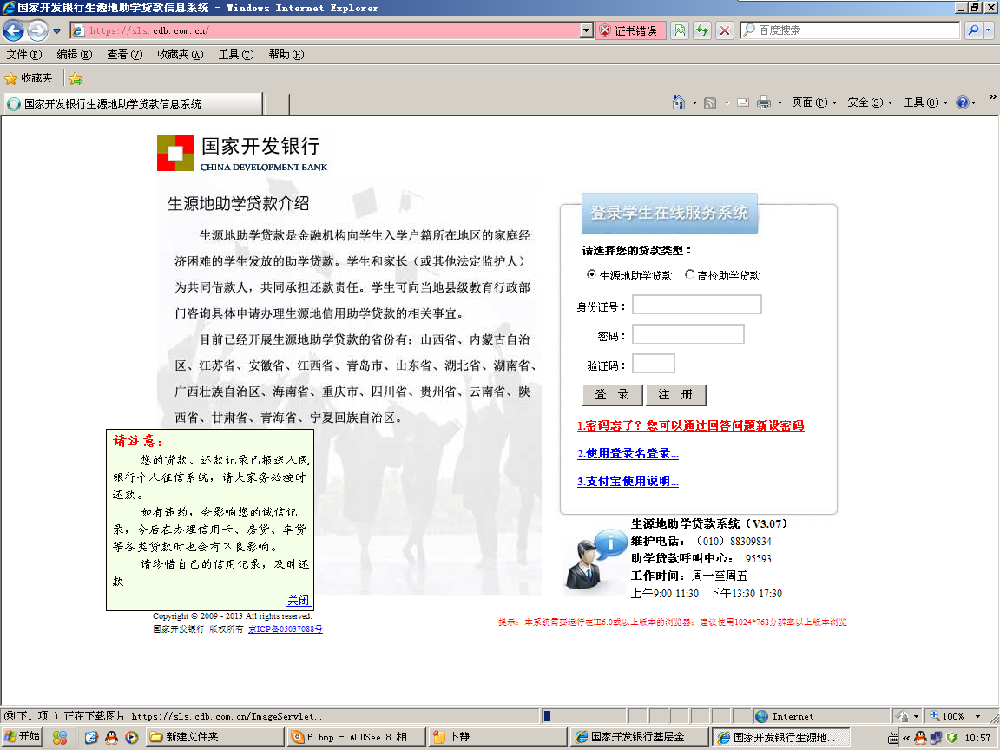 国家开发银行生源地助学贷款信息系统 - Windows Internet Explorer
https://sls.cdb.com.cn/
证书错误
百度搜索
文件(F) 编辑(E) 查看(V) 收藏夹(A) 工具(T) 帮助(H)
收藏夹
国家开发银行生源地助学贷款信息系统
页面(P) 安全(S) 工具(O) »
国家开发银行
CHINA DEVELOPMENT BANK
生源地助学贷款介绍
生源地助学贷款是金融机构向学生入学户籍所在地区的家庭经
济困难的学生发放的助学贷款。学生和家长（或其他法定监护人）
为共同借款人，共同承担还款责任。学生可向当地县级教育行政部
门咨询具体申请办理生源地信用助学贷款的相关事宜。
目前已经开展生源地助学贷款的省份有：山西省、内蒙古自治
区、江苏省、安徽省、江西省、青岛市、山东省、湖北省、湖南省、
广西壮族自治区、海南省、重庆市、四川省、贵州省、云南省、陕
西省、甘肃省、青海省、宁夏回族自治区。
登录学生在线服务系统
请选择您的贷款类型：
生源地助学贷款 高校助学贷款
身份证号：
密码：
验证码：
登 录 注 册
1.密码忘了？您可以通过回答问题新设密码
2.使用登录名登录...
3.支付宝使用说明...
请注意：
您的贷款、还款记录已报送人民
银行个人征信系统，请大家务必按时
还款。
如有违约，会影响您的诚信记
录，今后在办理信用卡、房贷、车贷
等各类贷款时也会有不良影响。
请珍惜自己的信用记录，及时还
款！
关闭
生源地助学贷款系统（V3.07）
维护电话：（010）88309834
助学贷款呼叫中心： 95593
工作时间：周一至周五
上午9:00-11:30 下午13:30-17:30
Copyright © 2009 - 2013 All rights reserved.
国家开发银行 版权所有 京ICP备05037088号
提示：本系统需要运行在IE6.0或以上版本的浏览器；建议使用1024*768分辨率以上版本浏览
(剩下1 项 ) 正在下载图片 https://sls.cdb.com.cn/ImageServlet...
Internet
100%
开始
新建文件夹
6.bmp - ACDSee 8 相...
卜静
国家开发银行基层金...
国家开发银行生源地...
«
10:57